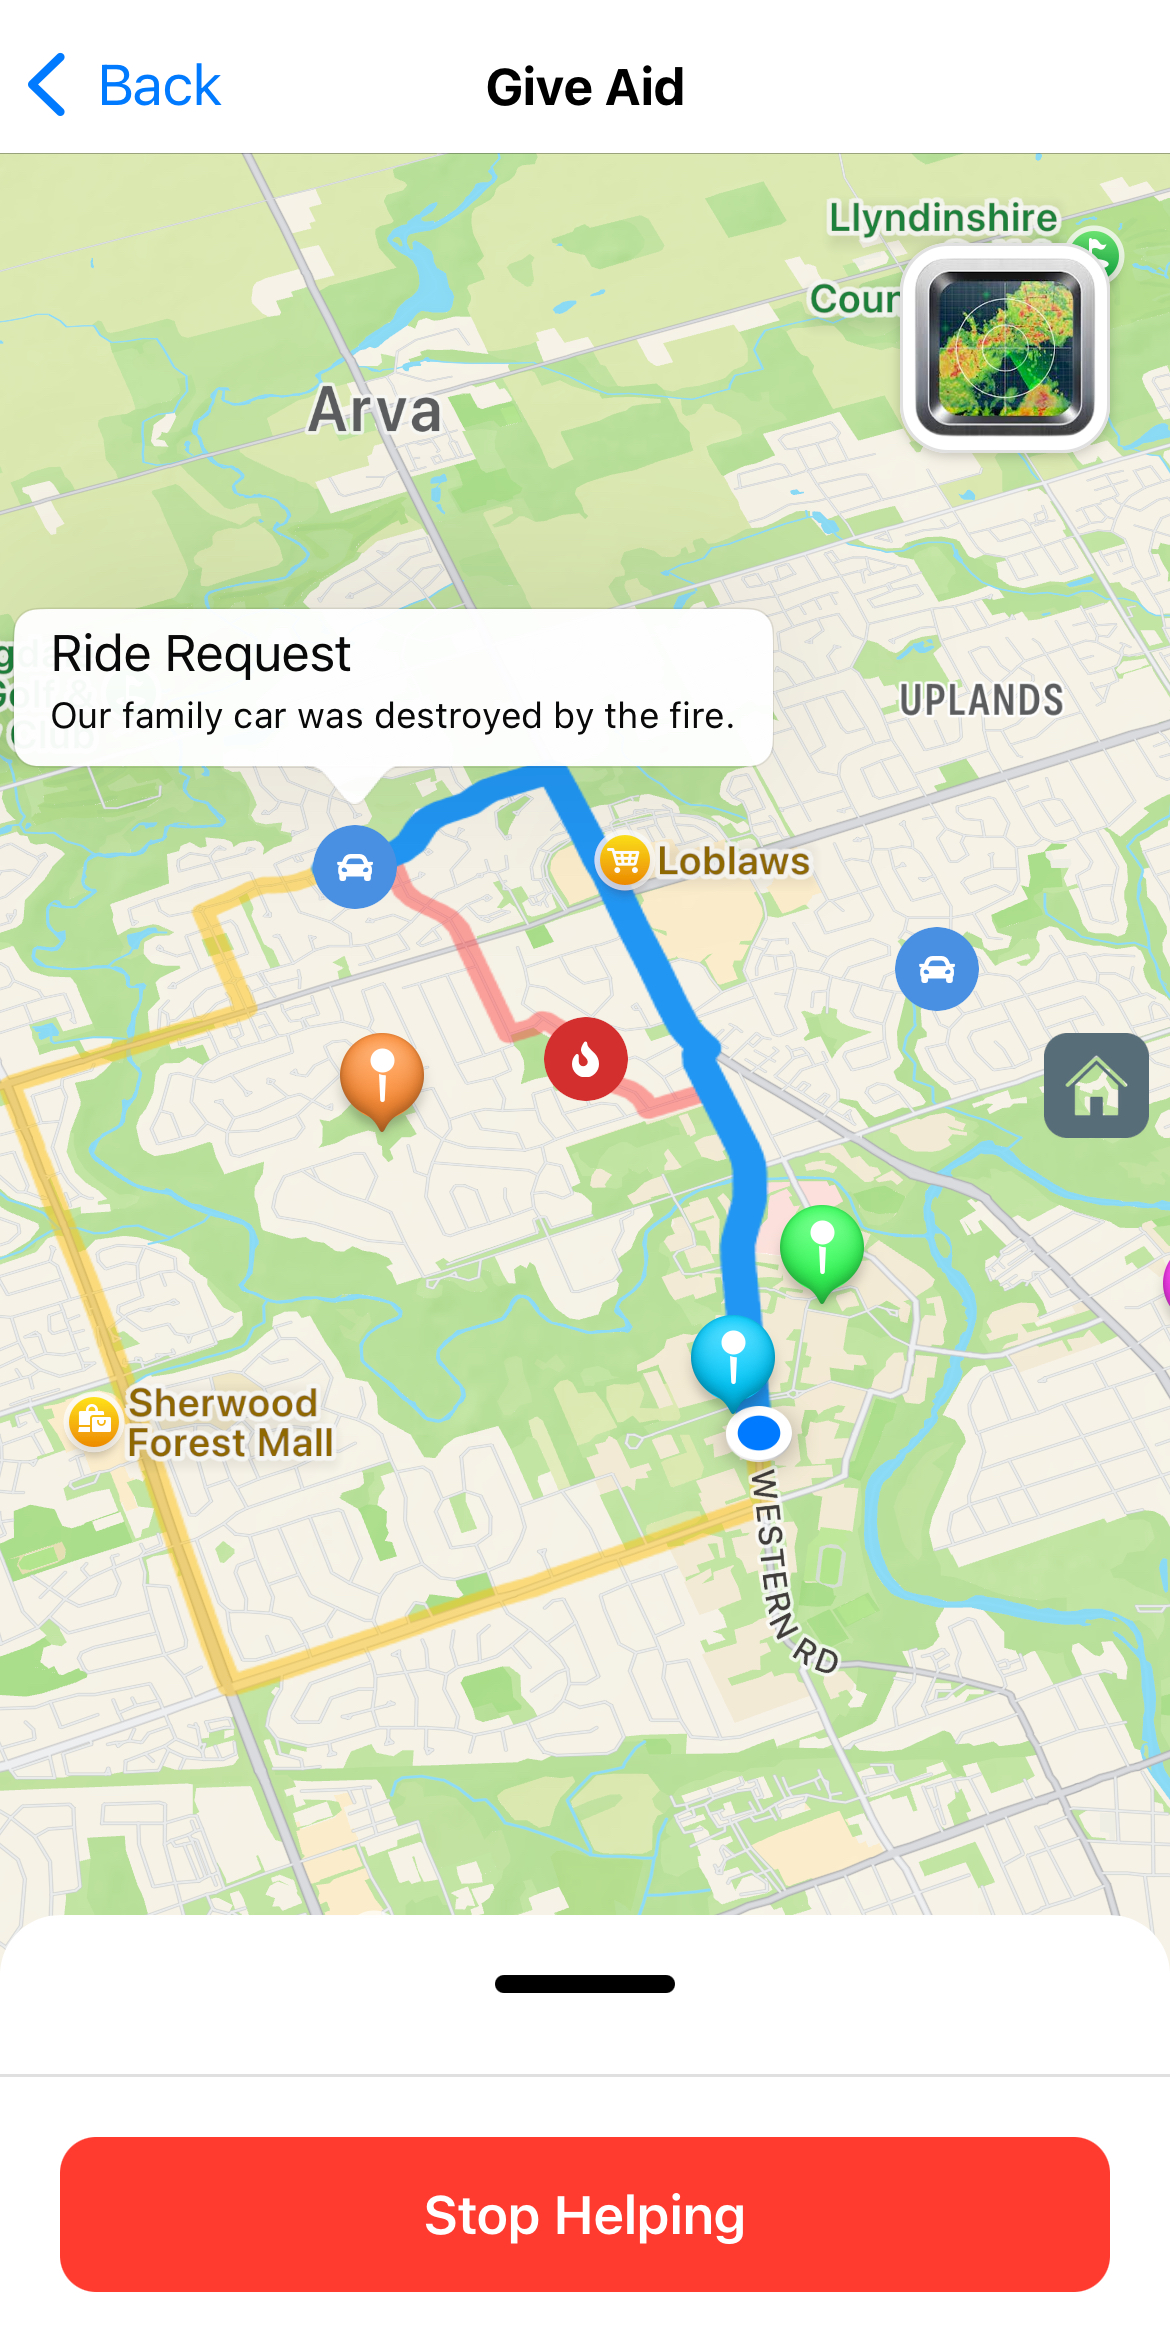 Back
Give Aid
Llyndinshire
Arva
Ride Request
Our family car was destroyed by the fire.
UPLANDS
Club
Loblaws
Sherwood
Forest Mall
WESTERN RD
Stop Helping